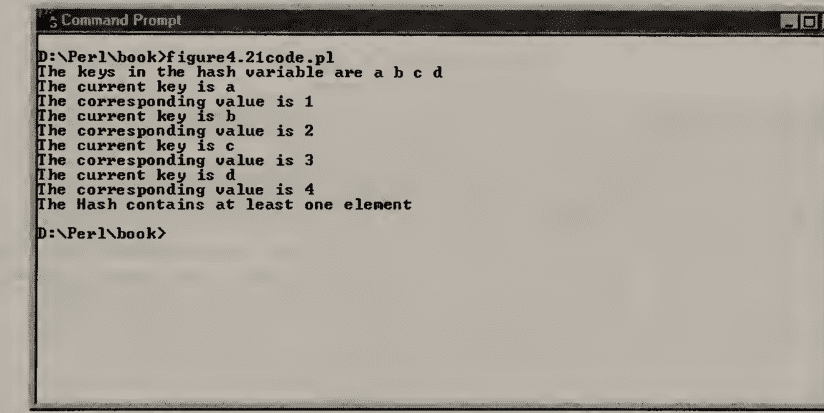 Command Prompt
D:\Perl\book>figure4.21code.pl
The keys in the hash variable are a b c d
The current key is a
The corresponding value is 1
The current key is b
The corresponding value is 2
The current key is c
The corresponding value is 3
The current key is d
The corresponding value is 4
The Hash contains at least one element
D:\Perl\book>